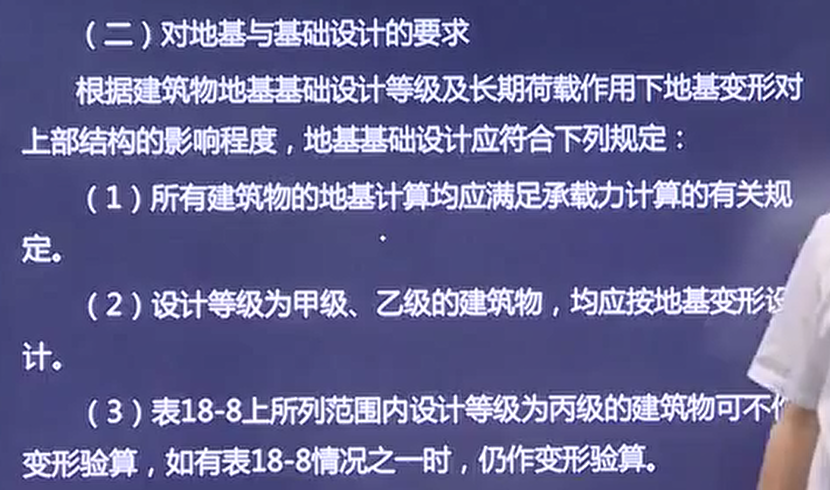 （二）对地基与基础设计的要求
根据建筑物地基基础设计等级及长期荷载作用下地基变形对
上部结构的影响程度，地基基础设计应符合下列规定：
（1）所有建筑物的地基计算均应满足承载力计算的有关规
定。
（2）设计等级为甲级、乙级的建筑物，均应按地基变形设
计。
（3）表18-8上所列范围内设计等级为丙级的建筑物可不作
变形验算，如有表18-8情况之一时，仍作变形验算。